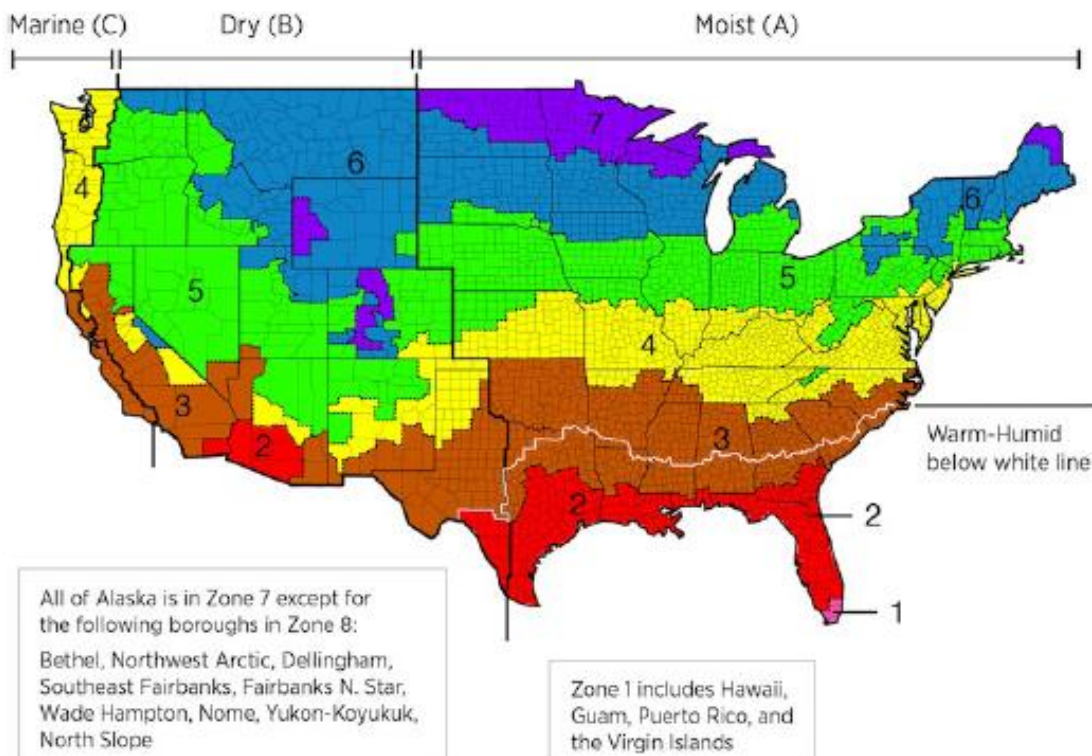 Marine (C)
Dry (B)
Moist (A)
7
6
4
6
5
5
4
3
3
2
2
Warm-Humid
below white line
2
1
All of Alaska is in Zone 7 except for
the following boroughs in Zone 8:
Bethel, Northwest Arctic, Dellingham,
Southeast Fairbanks, Fairbanks N. Star,
Wade Hampton, Nome, Yukon-Koyukuk,
North Slope
Zone 1 includes Hawaii,
Guam, Puerto Rico, and
the Virgin Islands